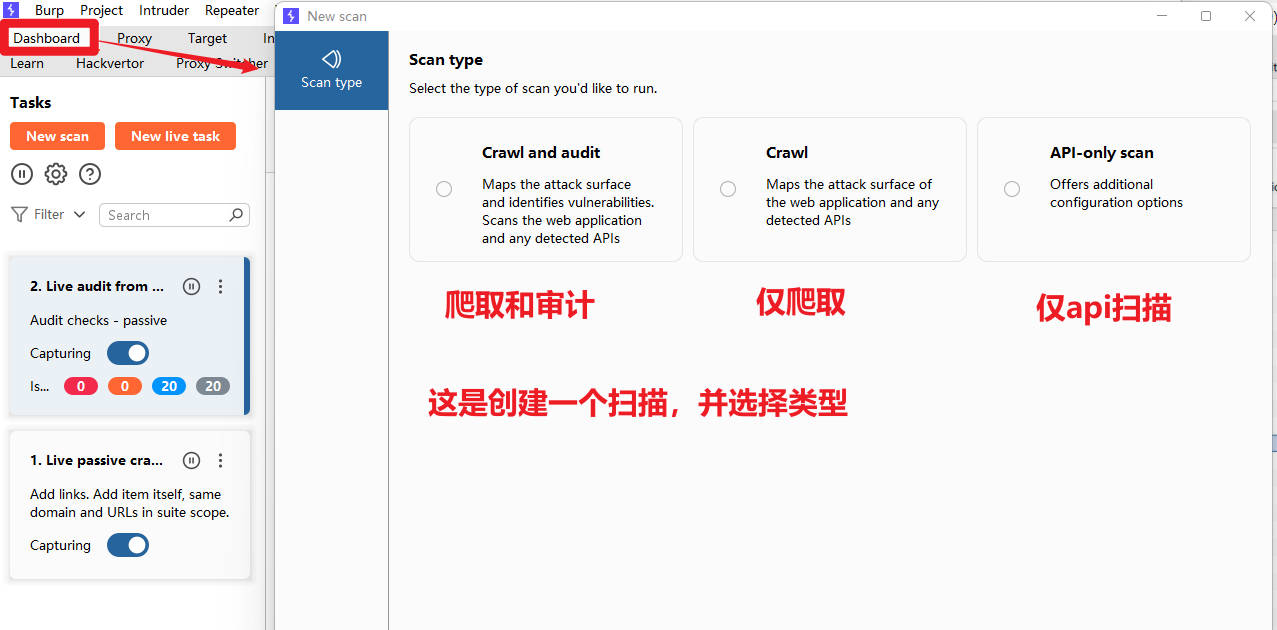 Burp Project Intruder Repeater
New scan
Dashboard Proxy Target In
Learn Hackvertor Proxy Switcher
Scan type
Tasks
New scan New live task
Filter Search
2. Live audit from ...
Audit checks - passive
Capturing
Is... 0 0 20 20
1. Live passive cra...
Add links. Add item itself, same
domain and URLs in suite scope.
Capturing
Scan type
Select the type of scan you'd like to run.
Crawl and audit
Maps the attack surface
and identifies vulnerabilities.
Scans the web application
and any detected APIs
Crawl
Maps the attack surface of
the web application and any
detected APIs
API-only scan
Offers additional
configuration options
爬取和审计
仅爬取
仅api扫描
这是创建一个扫描，并选择类型